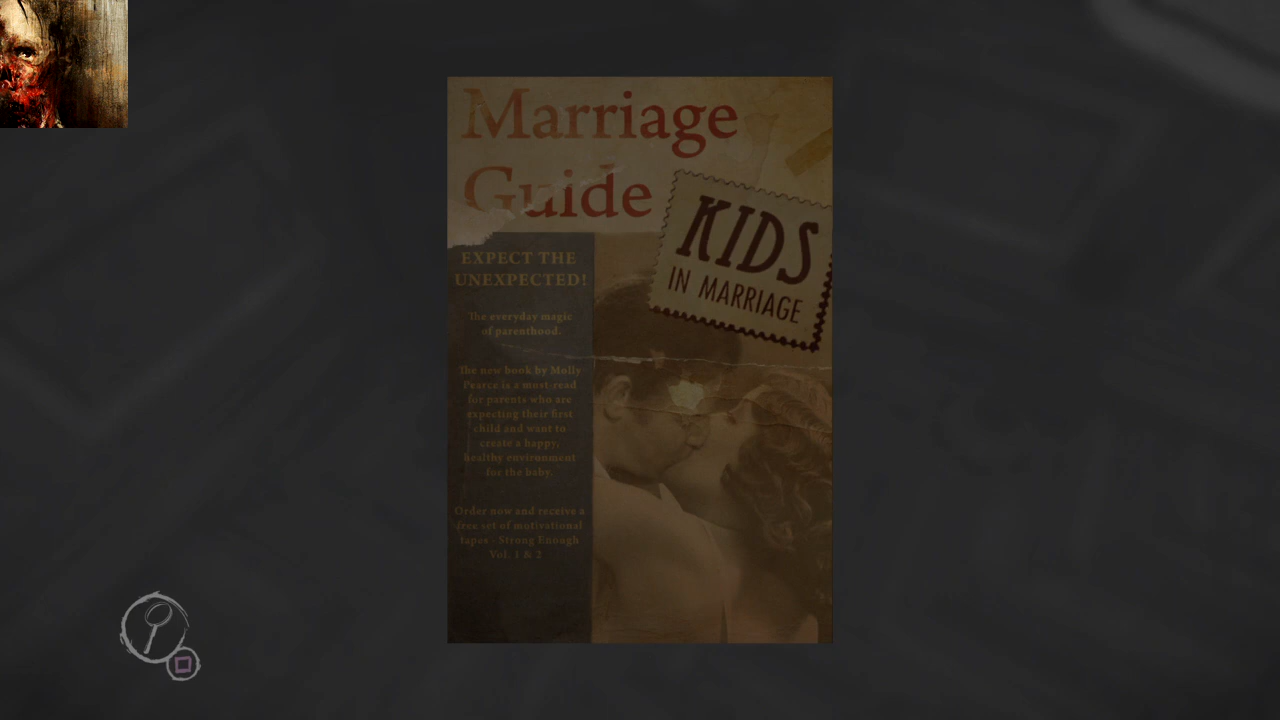 Marriage
Guide
KIDS
IN MARRIAGE
EXPECT THE
UNEXPECTED!
The everyday magic
of parenthood.
The new book by Molly
Pearce is a must-read
for parents who are
expecting their first
child and want to
create a happy,
healthy environment
for the baby.
Order now and receive a
free set of motivational
tapes - Strong Enough
Vol. 1 & 2